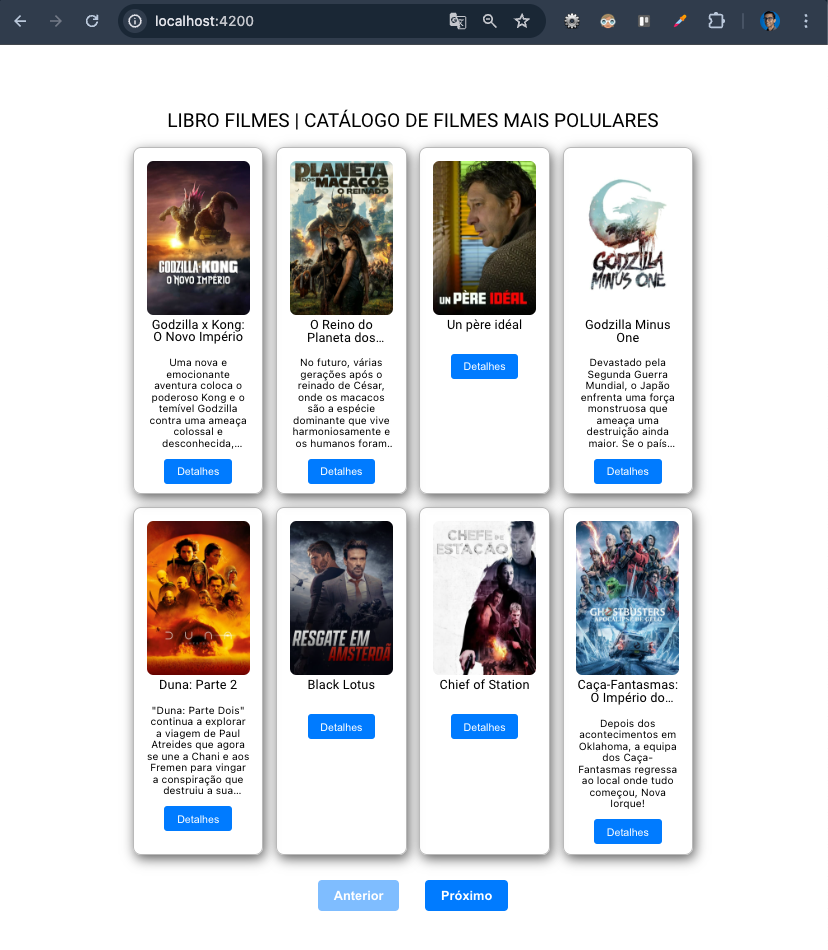 localhost:4200
LIBRO FILMES | CATÁLOGO DE FILMES MAIS POLULARES
GODZILLA x KONG
O NOVO IMPÉRIO
Godzilla x Kong:
O Novo Império
Uma nova e
emocionante
aventura coloca o
poderoso Kong e o
temível Godzilla
contra uma ameaça
colossal e
desconhecida,...
Detalhes
PLANETA
DOS MACACOS
O REINADO
O Reino do
Planeta dos...
No futuro, várias
gerações após o
reinado de César,
onde os macacos
são a espécie
dominante que vive
harmoniosamente e
os humanos foram..
Detalhes
UN PÈRE IDÉAL
Un père idéal
Detalhes
GODZILLA
MINUS ONE
Godzilla Minus
One
Devastado pela
Segunda Guerra
Mundial, o Japão
enfrenta uma força
monstruosa que
ameaça uma
destruição ainda
maior. Se o país...
Detalhes
DUNA
Duna: Parte 2
"Duna: Parte Dois"
continua a explorar
a viagem de Paul
Atreides que agora
se une a Chani e aos
Fremen para vingar
a conspiração que
destruiu a sua...
Detalhes
RESGATE EM
AMSTERDÃ
Black Lotus
Detalhes
CHEFE DE
ESTAÇÃO
Chief of Station
Detalhes
GHOSTBUSTERS
APOCALIPSE DE GELO
Caça-Fantasmas:
O Império do...
Depois dos
acontecimentos em
Oklahoma, a equipa
dos Caça-
Fantasmas regressa
ao local onde tudo
começou, Nova
Iorque!
Detalhes
Anterior
Próximo